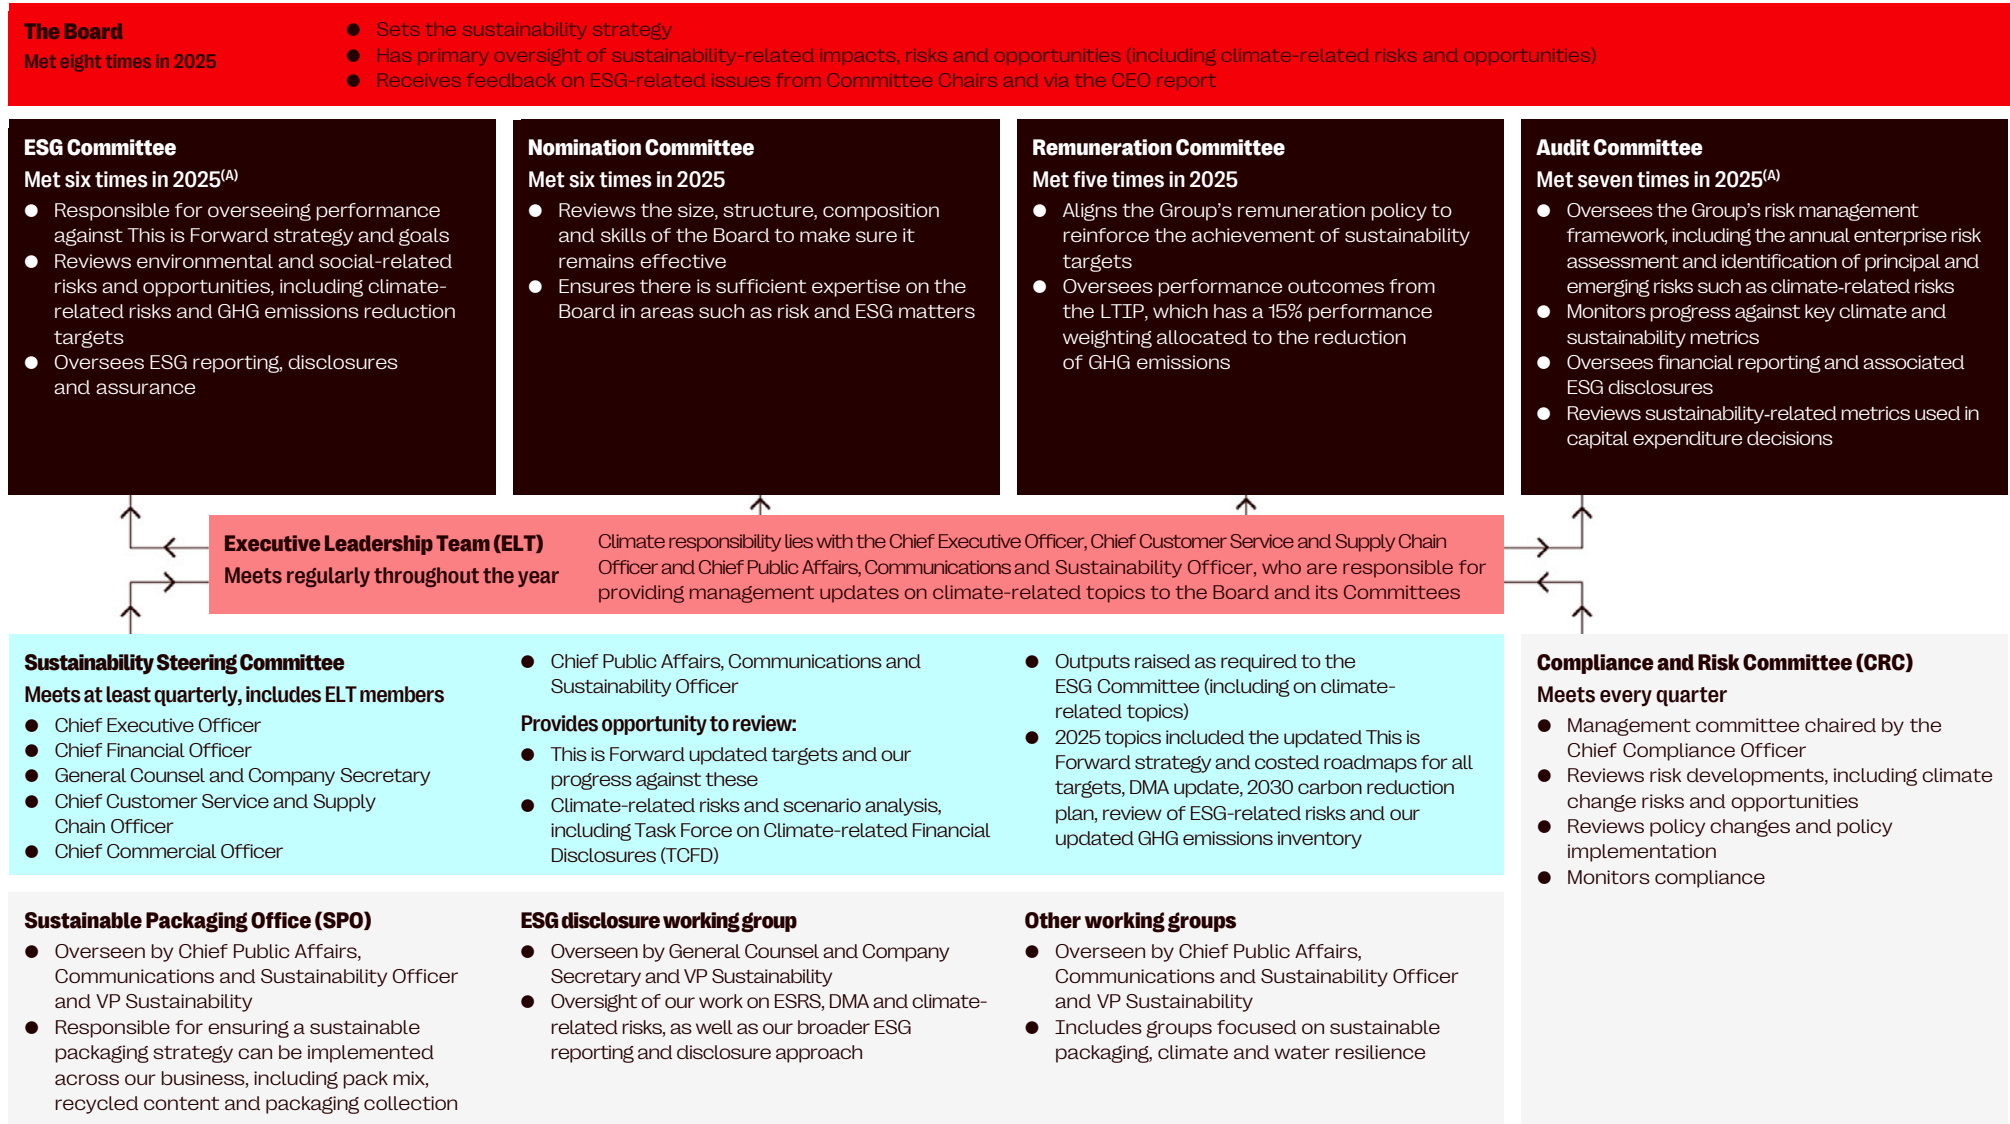 The Board
Met eight times in 2025
● Sets the sustainability strategy
● Has primary oversight of sustainability-related impacts, risks and opportunities (including climate-related risks and opportunities)
● Receives feedback on ESG-related issues from Committee Chairs and via the CEO report
ESG Committee
Met six times in 2025(A)
● Responsible for overseeing performance
against This is Forward strategy and goals
● Reviews environmental and social-related
risks and opportunities, including climate-
related risks and GHG emissions reduction
targets
● Oversees ESG reporting, disclosures
and assurance
Nomination Committee
Met six times in 2025
● Reviews the size, structure, composition
and skills of the Board to make sure it
remains effective
● Ensures there is sufficient expertise on the
Board in areas such as risk and ESG matters
Remuneration Committee
Met five times in 2025
● Aligns the Group's remuneration policy to
reinforce the achievement of sustainability
targets
● Oversees performance outcomes from
the LTIP, which has a 15% performance
weighting allocated to the reduction
of GHG emissions
Audit Committee
Met seven times in 2025(A)
● Oversees the Group's risk management
framework, including the annual enterprise risk
assessment and identification of principal and
emerging risks such as climate-related risks
● Monitors progress against key climate and
sustainability metrics
● Oversees financial reporting and associated
ESG disclosures
● Reviews sustainability-related metrics used in
capital expenditure decisions
Executive Leadership Team (ELT)
Meets regularly throughout the year
Climate responsibility lies with the Chief Executive Officer, Chief Customer Service and Supply Chain
Officer and Chief Public Affairs, Communications and Sustainability Officer, who are responsible for
providing management updates on climate-related topics to the Board and its Committees
Sustainability Steering Committee
Meets at least quarterly, includes ELT members
● Chief Executive Officer
● Chief Financial Officer
● General Counsel and Company Secretary
● Chief Customer Service and Supply
Chain Officer
● Chief Commercial Officer
● Chief Public Affairs, Communications and
Sustainability Officer
Provides opportunity to review:
● This is Forward updated targets and our
progress against these
● Climate-related risks and scenario analysis,
including Task Force on Climate-related Financial
Disclosures (TCFD)
● Outputs raised as required to the
ESG Committee (including on climate-
related topics)
● 2025 topics included the updated This is
Forward strategy and costed roadmaps for all
targets, DMA update, 2030 carbon reduction
plan, review of ESG-related risks and our
updated GHG emissions inventory
Compliance and Risk Committee (CRC)
Meets every quarter
● Management committee chaired by the
Chief Compliance Officer
● Reviews risk developments, including climate
change risks and opportunities
● Reviews policy changes and policy
implementation
● Monitors compliance
Sustainable Packaging Office (SPO)
● Overseen by Chief Public Affairs,
Communications and Sustainability Officer
and VP Sustainability
● Responsible for ensuring a sustainable
packaging strategy can be implemented
across our business, including pack mix,
recycled content and packaging collection
ESG disclosure working group
● Overseen by General Counsel and Company
Secretary and VP Sustainability
● Oversight of our work on ESRS, DMA and climate-
related risks, as well as our broader ESG
reporting and disclosure approach
Other working groups
● Overseen by Chief Public Affairs,
Communications and Sustainability Officer
and VP Sustainability
● Includes groups focused on sustainable
packaging, climate and water resilience